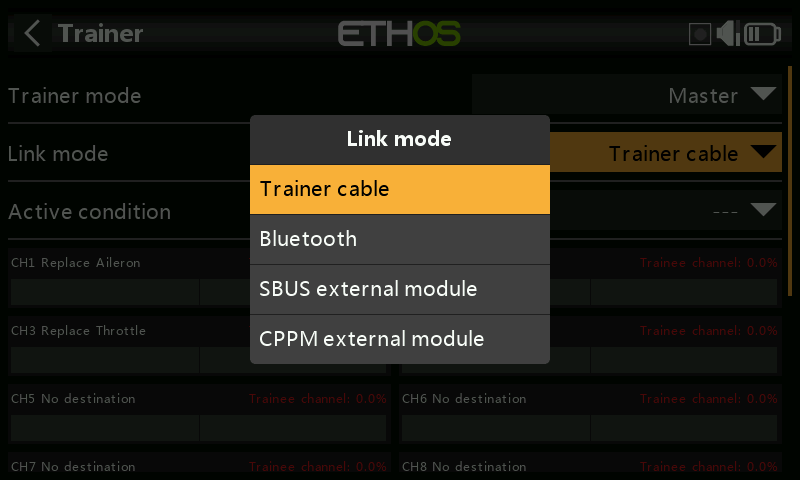 Trainer
ETHOS
Trainer mode
Master
Link mode
Trainer cable
Active condition
---
Link mode
Trainer cable
Bluetooth
SBUS external module
CPPM external module
CH1 Replace Aileron
Trainee channel: 0.0%
CH3 Replace Throttle
Trainee channel: 0.0%
CH5 No destination
Trainee channel: 0.0%
CH6 No destination
Trainee channel: 0.0%
CH7 No destination
Trainee channel: 0.0%
CH8 No destination
Trainee channel: 0.0%